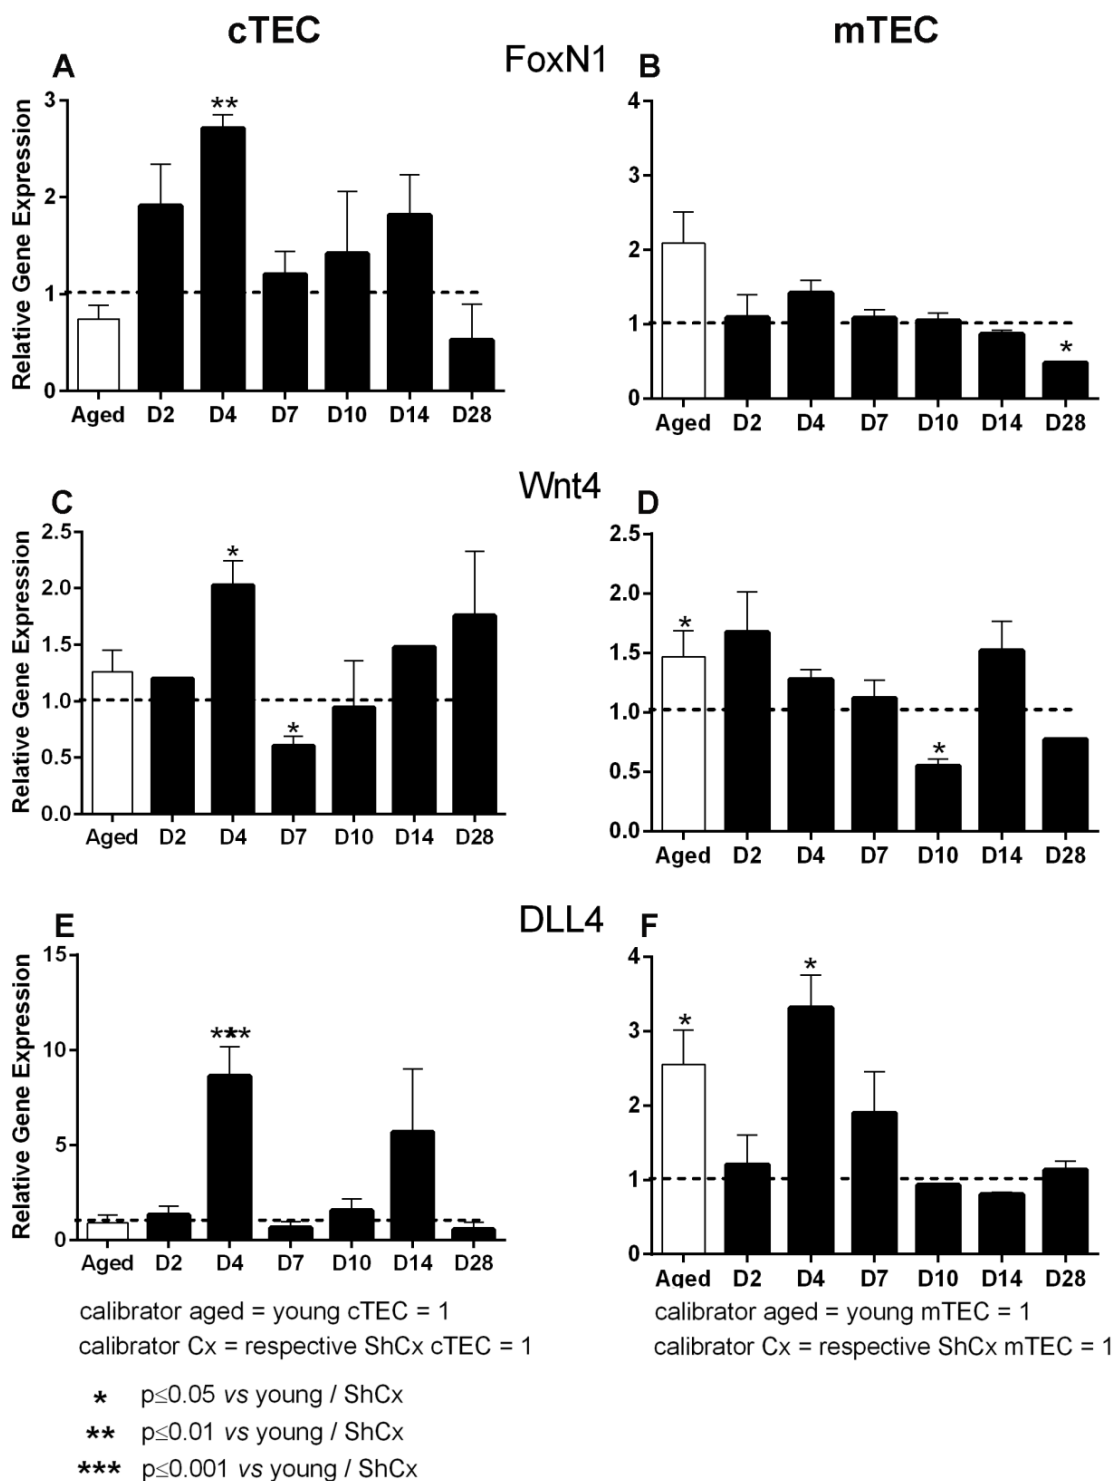 cTEC
mTEC
FoxN1
A
Relative Gene Expression
3
2
1
0
**
Aged D2 D4 D7 D10 D14 D28
B
4
3
2
1
0
*
Aged D2 D4 D7 D10 D14 D28
Wnt4
C
Relative Gene Expression
2.5
2.0
1.5
1.0
0.5
0.0
*
*
Aged D2 D4 D7 D10 D14 D28
D
2.5
2.0
1.5
1.0
0.5
0.0
*
*
Aged D2 D4 D7 D10 D14 D28
DLL4
E
Relative Gene Expression
15
10
5
0
***
Aged D2 D4 D7 D10 D14 D28
F
4
3
2
1
0
*
*
Aged D2 D4 D7 D10 D14 D28
calibrator aged = young cTEC = 1
calibrator Cx = respective ShCx cTEC = 1
calibrator aged = young mTEC = 1
calibrator Cx = respective ShCx mTEC = 1
* p≤0.05 vs young / ShCx
** p≤0.01 vs young / ShCx
*** p≤0.001 vs young / ShCx